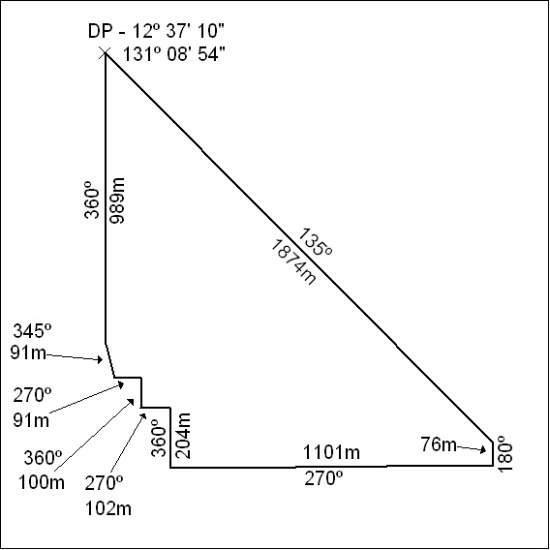 DP - 12º 37' 10"
131º 08' 54"
360º
989m
135º
1874m
345º
91m
270º
91m
360º
100m
270º
102m
360º
204m
1101m
270º
76m
180º